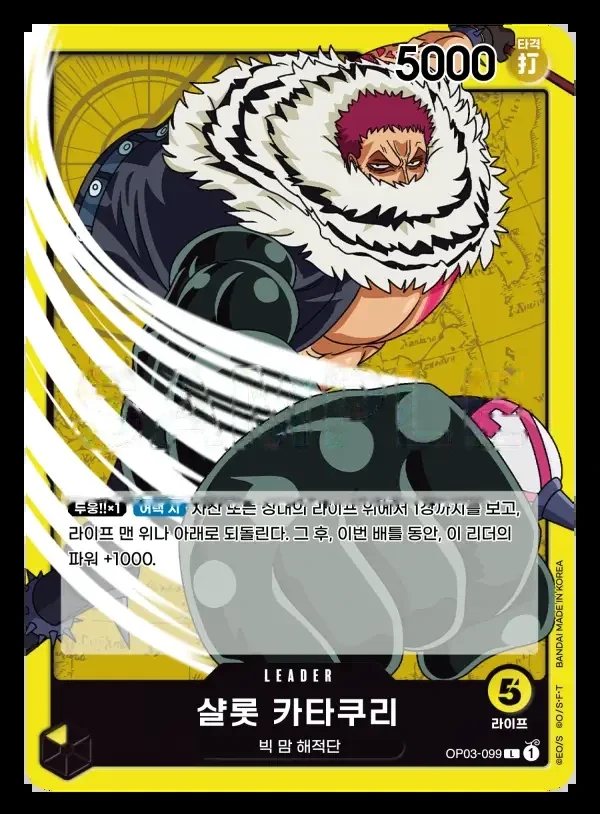 타격
5000 打
두웅!!×1 어택 시 자신 또는 상대의 라이프 위에서 1장까지를 보고,
라이프 맨 위나 아래로 되돌린다. 그 후, 이번 배틀 동안, 이 리더의
파워 +1000.
LEADER
샬롯 카타쿠리
빅 맘 해적단
5
라이프
OP03-099 L 1
©EO/S ©O/S·F·T BANDAI MADE IN KOREA